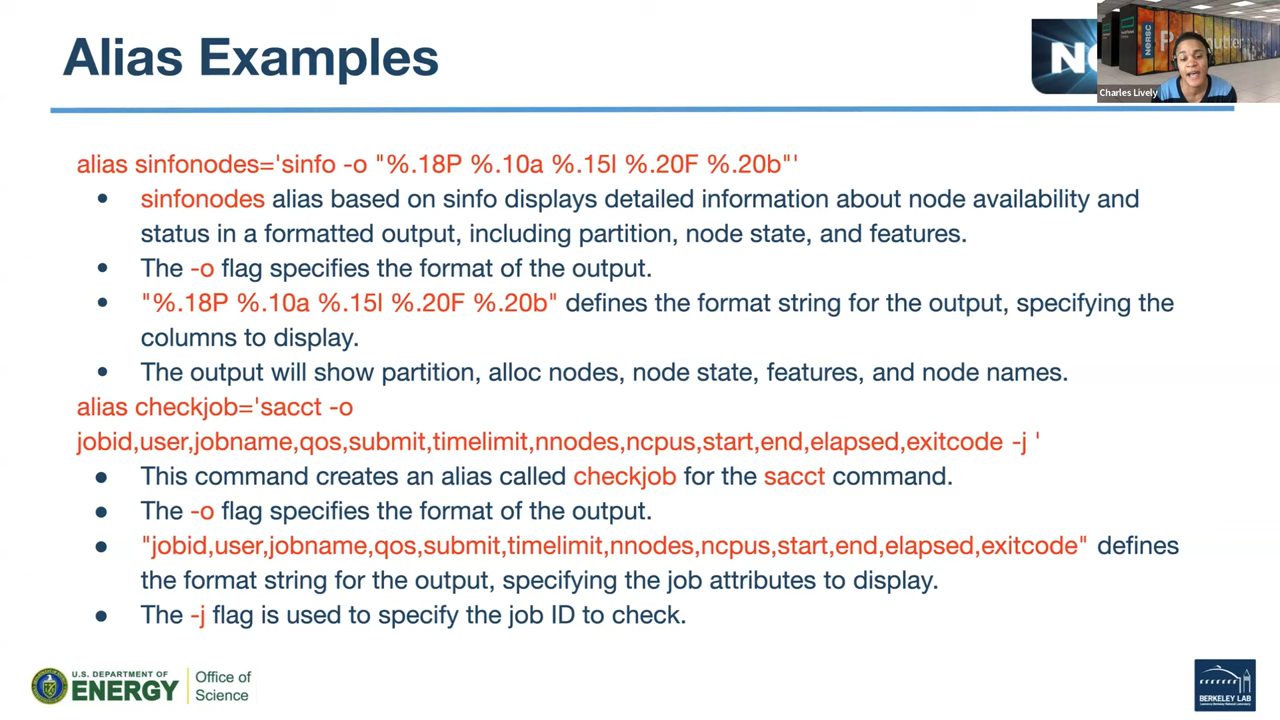 Alias Examples
NERSC
Charles Lively
alias sinfonodes='sinfo -o "%.18P %.10a %.15l %.20F %.20b"'
• sinfonodes alias based on sinfo displays detailed information about node availability and
status in a formatted output, including partition, node state, and features.
• The -o flag specifies the format of the output.
• "%.18P %.10a %.15l %.20F %.20b" defines the format string for the output, specifying the
columns to display.
• The output will show partition, alloc nodes, node state, features, and node names.
alias checkjob='sacct -o
jobid,user,jobname,qos,submit,timelimit,nnodes,ncpus,start,end,elapsed,exitcode -j '
• This command creates an alias called checkjob for the sacct command.
• The -o flag specifies the format of the output.
• "jobid,user,jobname,qos,submit,timelimit,nnodes,ncpus,start,end,elapsed,exitcode" defines
the format string for the output, specifying the job attributes to display.
• The -j flag is used to specify the job ID to check.
U.S. DEPARTMENT OF
ENERGY
Office of
Science
BERKELEY LAB